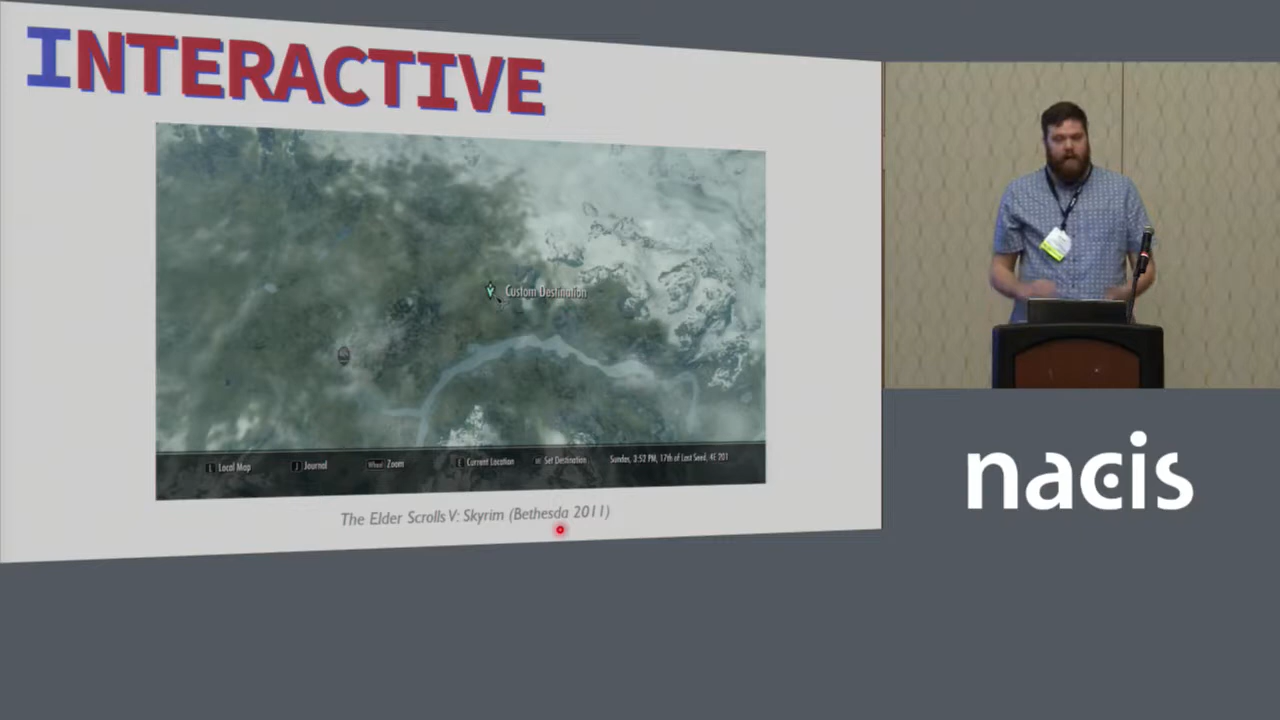 INTERACTIVE
Custom Destination
L Local Map J Journal Wheel Zoom E Current Location Set Destination Sundas, 3:52 PM, 17th of Last Seed, 4E 201
The Elder Scrolls V: Skyrim (Bethesda 2011)
nacis